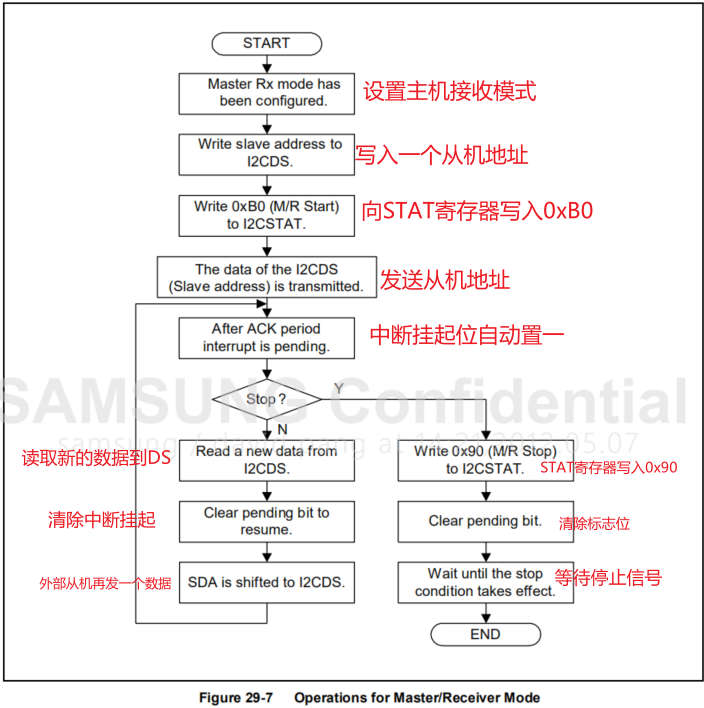 START
Master Rx mode has
been configured.
设置主机接收模式
Write slave address to
I2CDS.
写入一个从机地址
Write 0xB0 (M/R Start)
to I2CSTAT.
向STAT寄存器写入0xB0
The data of the I2CDS
(Slave address) is transmitted.
发送从机地址
After ACK period
interrupt is pending.
中断挂起位自动置一
SAMSUNG Confidential
Stop ?
Y
N
读取新的数据到DS
Read a new data from
I2CDS.
Write 0x90 (M/R Stop)
to I2CSTAT.
STAT寄存器写入0x90
清除中断挂起
Clear pending bit to
resume.
Clear pending bit.
清除标志位
外部从机再发一个数据
SDA is shifted to I2CDS.
Wait until the stop
condition takes effect.
等待停止信号
END
Figure 29-7 Operations for Master/Receiver Mode